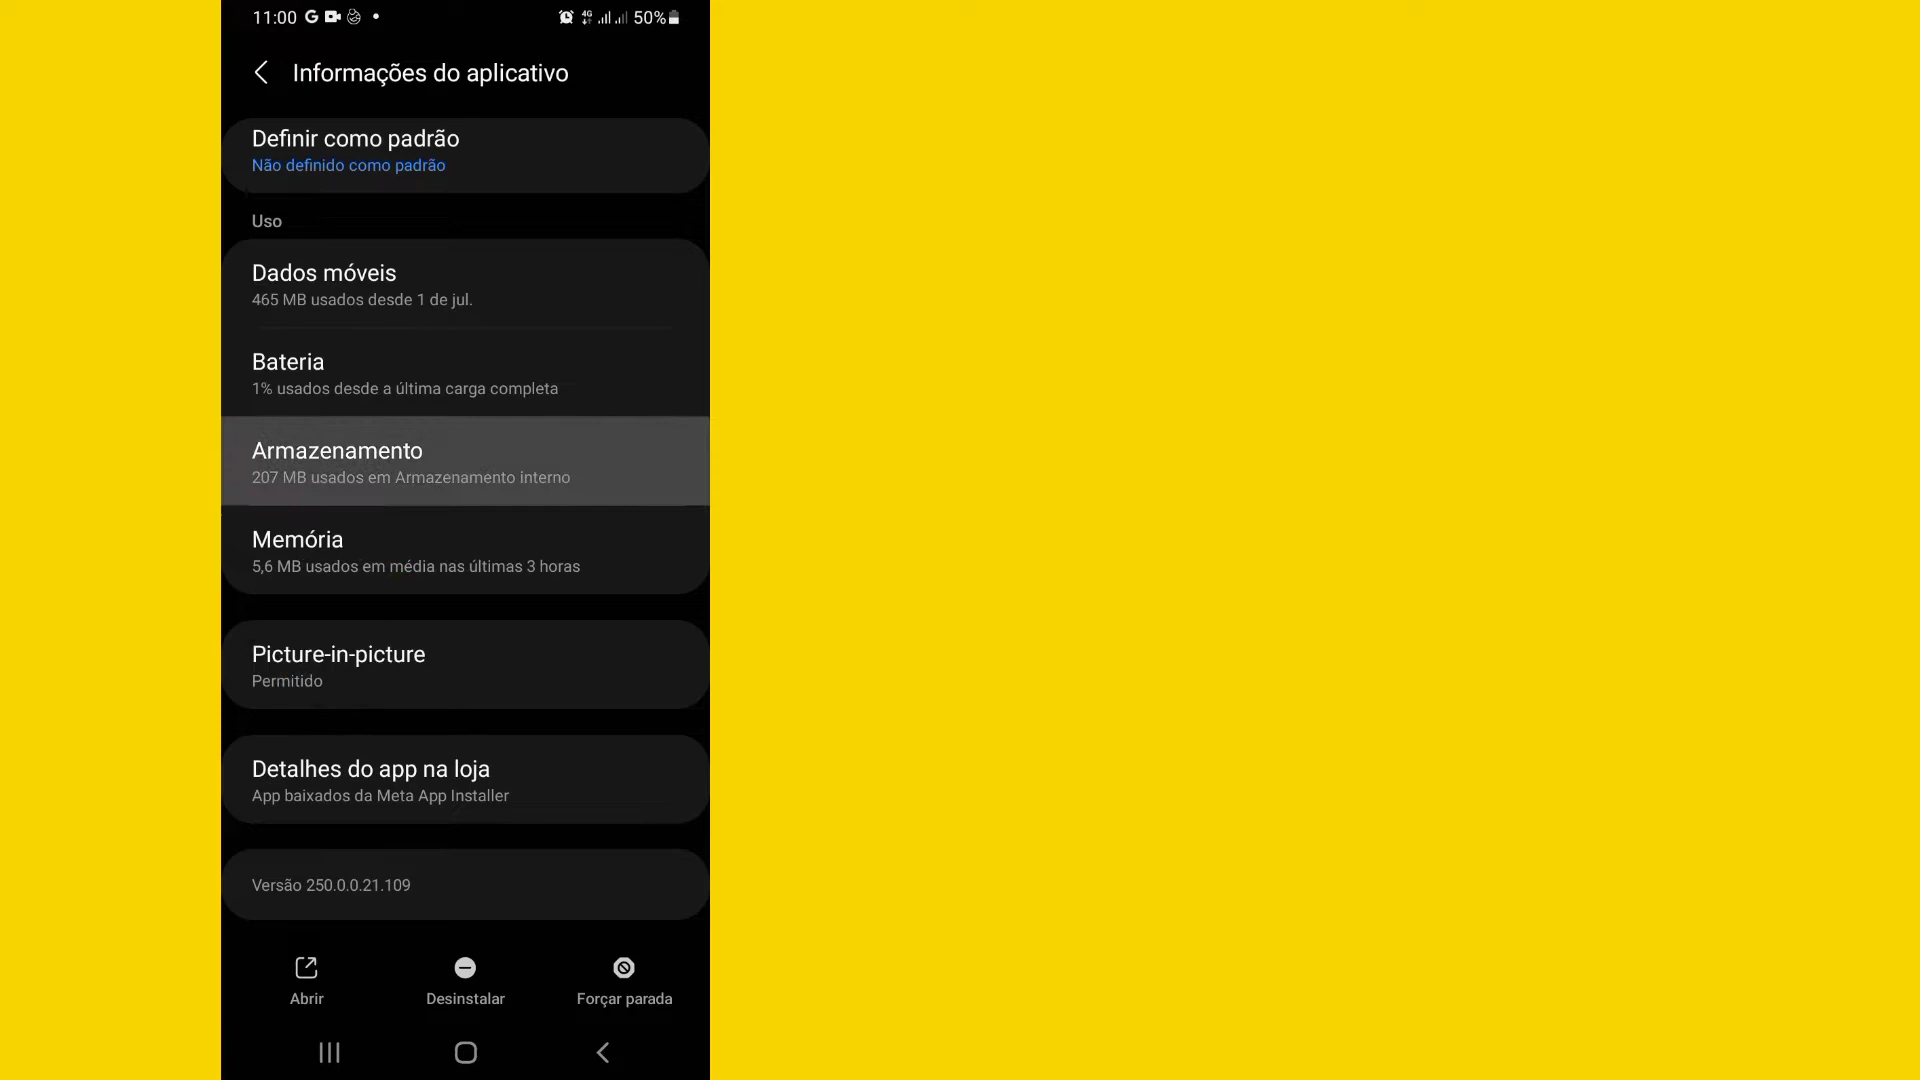 11:00 G 4G 50%
Informações do aplicativo
Definir como padrão
Não definido como padrão
Uso
Dados móveis
465 MB usados desde 1 de jul.
Bateria
1% usados desde a última carga completa
Armazenamento
207 MB usados em Armazenamento interno
Memória
5,6 MB usados em média nas últimas 3 horas
Picture-in-picture
Permitido
Detalhes do app na loja
App baixados da Meta App Installer
Versão 250.0.0.21.109
Abrir
Desinstalar
Forçar parada